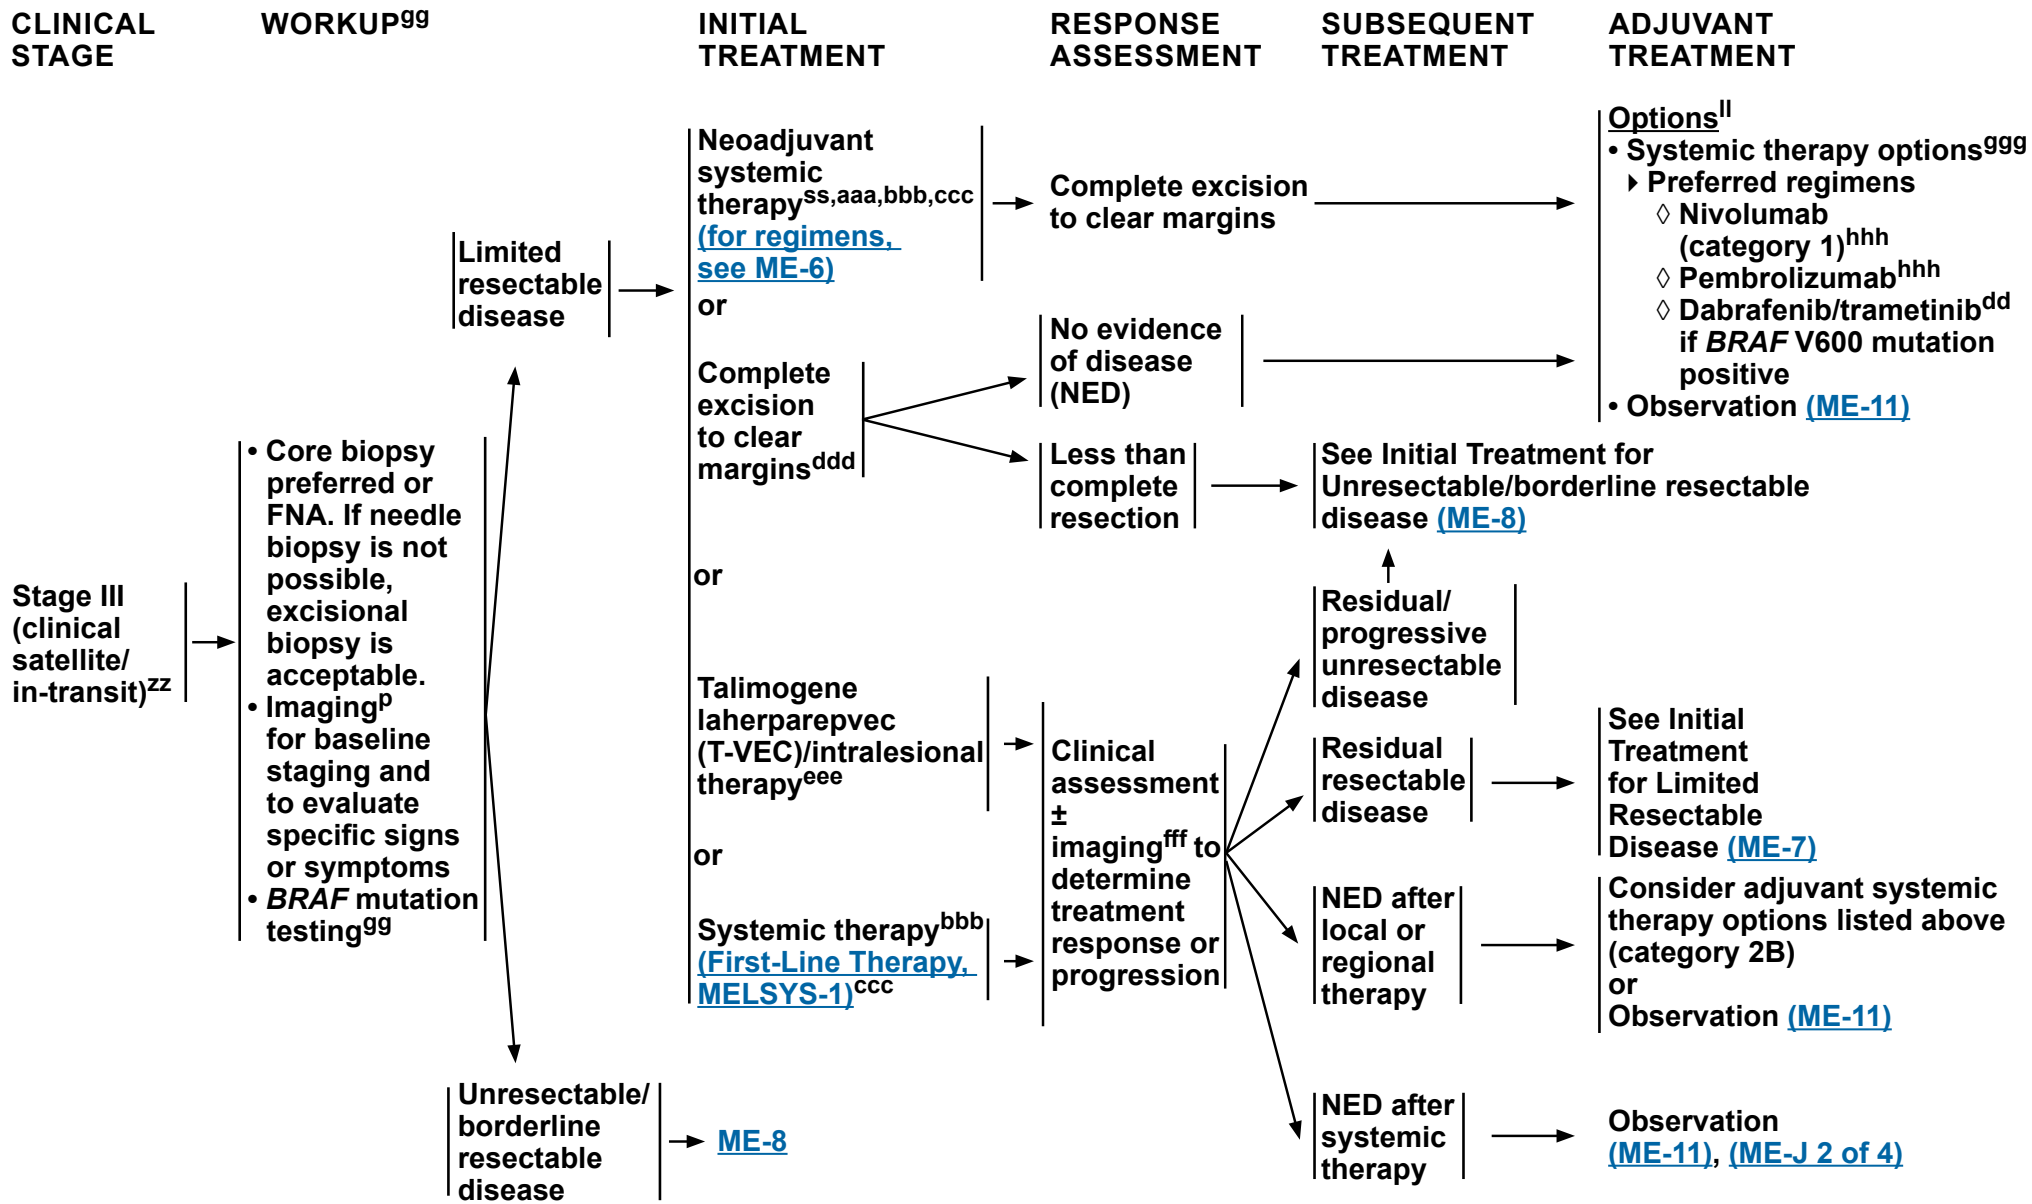 CLINICAL
STAGE
WORKUPgg
INITIAL
TREATMENT
RESPONSE
ASSESSMENT
SUBSEQUENT
TREATMENT
ADJUVANT
TREATMENT
Stage III
(clinical
satellite/
in-transit)zz
• Core biopsy
preferred or
FNA. If needle
biopsy is not
possible,
excisional
biopsy is
acceptable.
• Imagingp
for baseline
staging and
to evaluate
specific signs
or symptoms
• BRAF mutation
testinggg
Limited
resectable
disease
Unresectable/
borderline
resectable
disease
ME-8
Neoadjuvant
systemic
therapyss,aaa,bbb,ccc
(for regimens,
see ME-6)
or
Complete
excision
to clear
marginsddd
or
Talimogene
laherparepvec
(T-VEC)/intralesional
therapyeee
or
Systemic therapybbb
(First-Line Therapy,
MELSYS-1)ccc
Complete excision
to clear margins
No evidence
of disease
(NED)
Less than
complete
resection
Clinical
assessment
±
imagingfff to
determine
treatment
response or
progression
See Initial Treatment for
Unresectable/borderline resectable
disease (ME-8)
Residual/
progressive
unresectable
disease
Residual
resectable
disease
NED after
local or
regional
therapy
NED after
systemic
therapy
Optionsll
• Systemic therapy optionsggg
▸ Preferred regimens
◊ Nivolumab
(category 1)hhh
◊ Pembrolizumabhhh
◊ Dabrafenib/trametinibdd
if BRAF V600 mutation
positive
• Observation (ME-11)
See Initial
Treatment
for Limited
Resectable
Disease (ME-7)
Consider adjuvant systemic
therapy options listed above
(category 2B)
or
Observation (ME-11)
Observation
(ME-11), (ME-J 2 of 4)